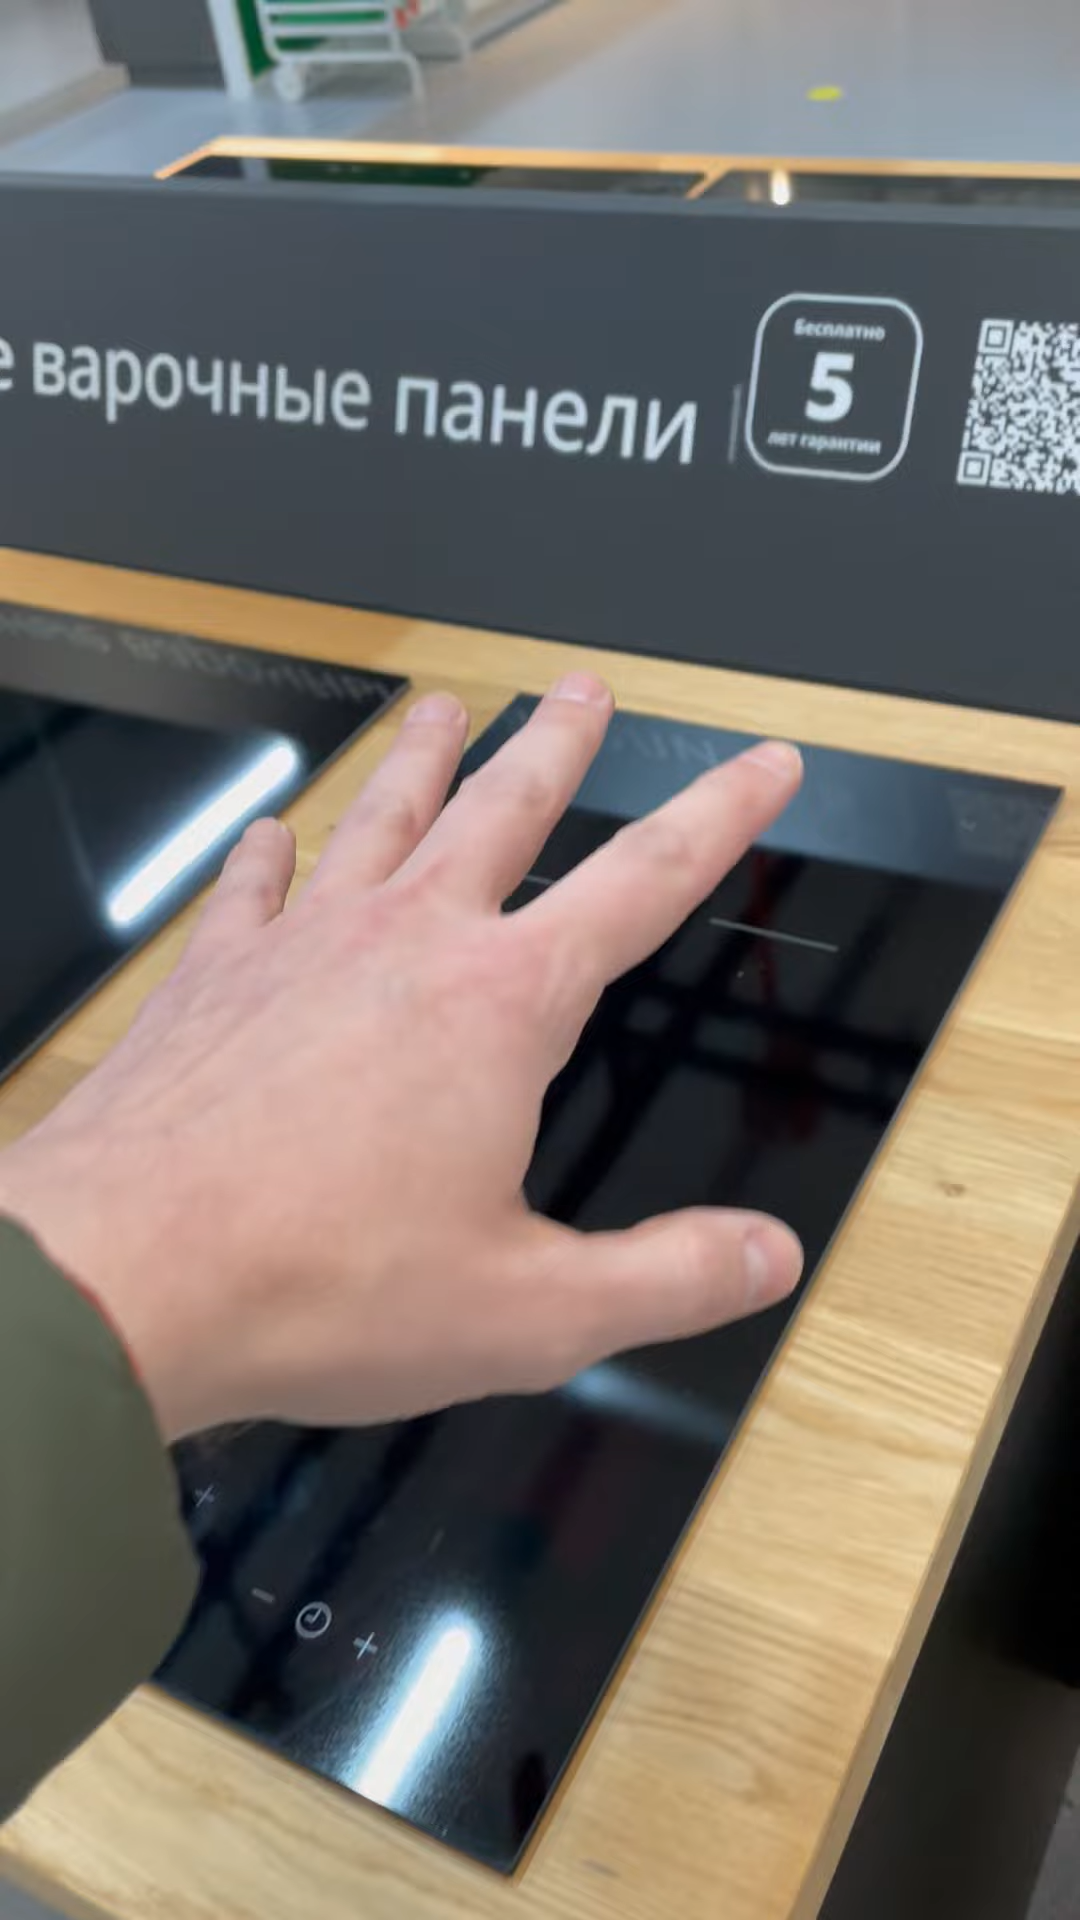 е варочные панели
Бесплатно
5
лет гарантии